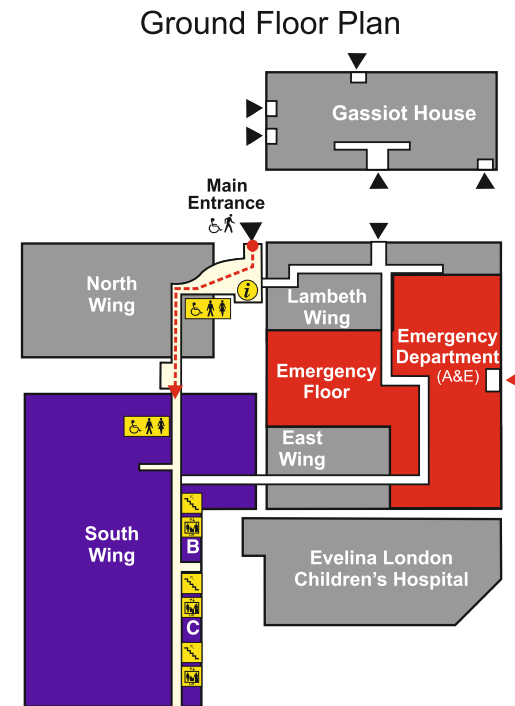 Ground Floor Plan
Gassiot House
Main
Entrance
North
Wing
i
Lambeth
Wing
Emergency
Department
(A&E)
Emergency
Floor
East
Wing
South
Wing
B
Evelina London
Children's Hospital
C